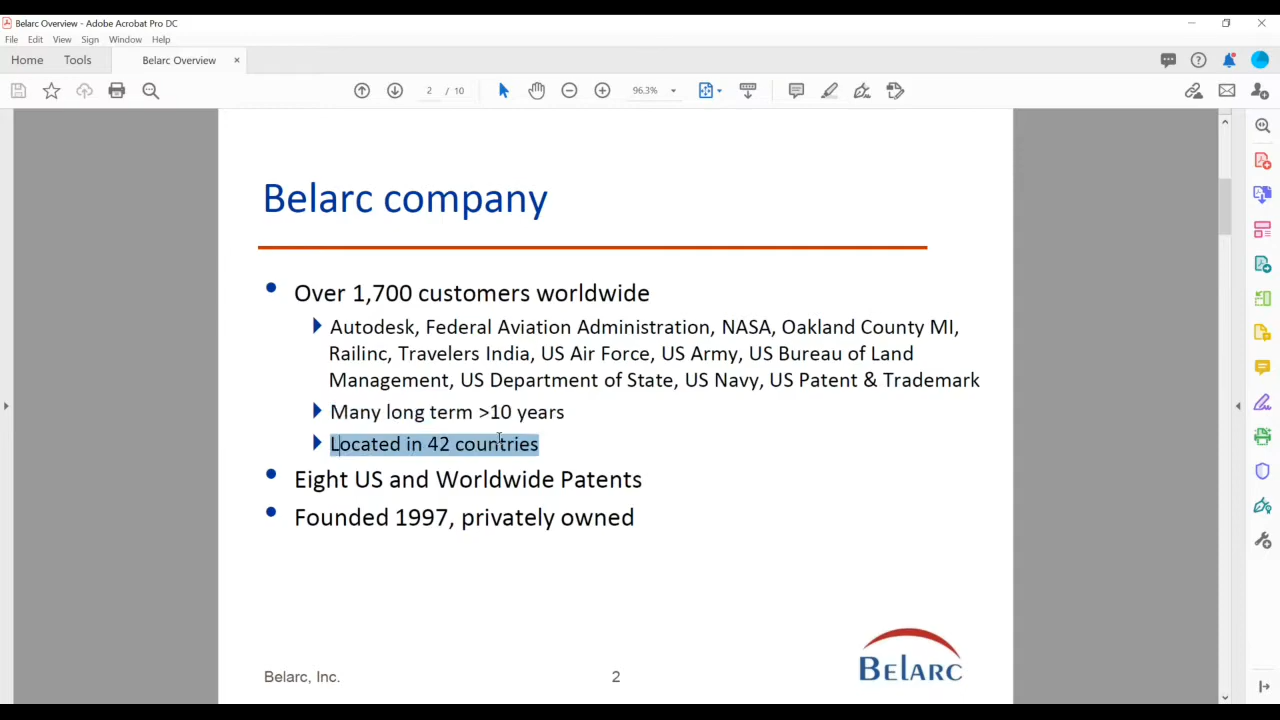 Belarc Overview - Adobe Acrobat Pro DC
File Edit View Sign Window Help
Home Tools Belarc Overview ×
2 / 10 96.3%
Belarc company
• Over 1,700 customers worldwide
Autodesk, Federal Aviation Administration, NASA, Oakland County MI,
Railinc, Travelers India, US Air Force, US Army, US Bureau of Land
Management, US Department of State, US Navy, US Patent & Trademark
Many long term >10 years
Located in 42 countries
• Eight US and Worldwide Patents
• Founded 1997, privately owned
Belarc, Inc. 2
BELARC